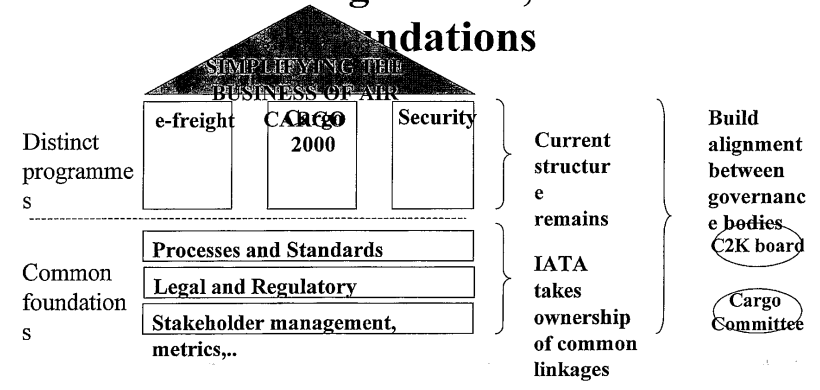 ndations
SIMPLIFYING THE
BUSINESS OF AIR
CARGO
e-freight
Cargo
2000
Security
Distinct
programme
s
Current
structur
e
remains
Build
alignment
between
governanc
e bodies
C2K board
Cargo
Committee
Common
foundation
s
Processes and Standards
Legal and Regulatory
Stakeholder management,
metrics,..
IATA
takes
ownership
of common
linkages